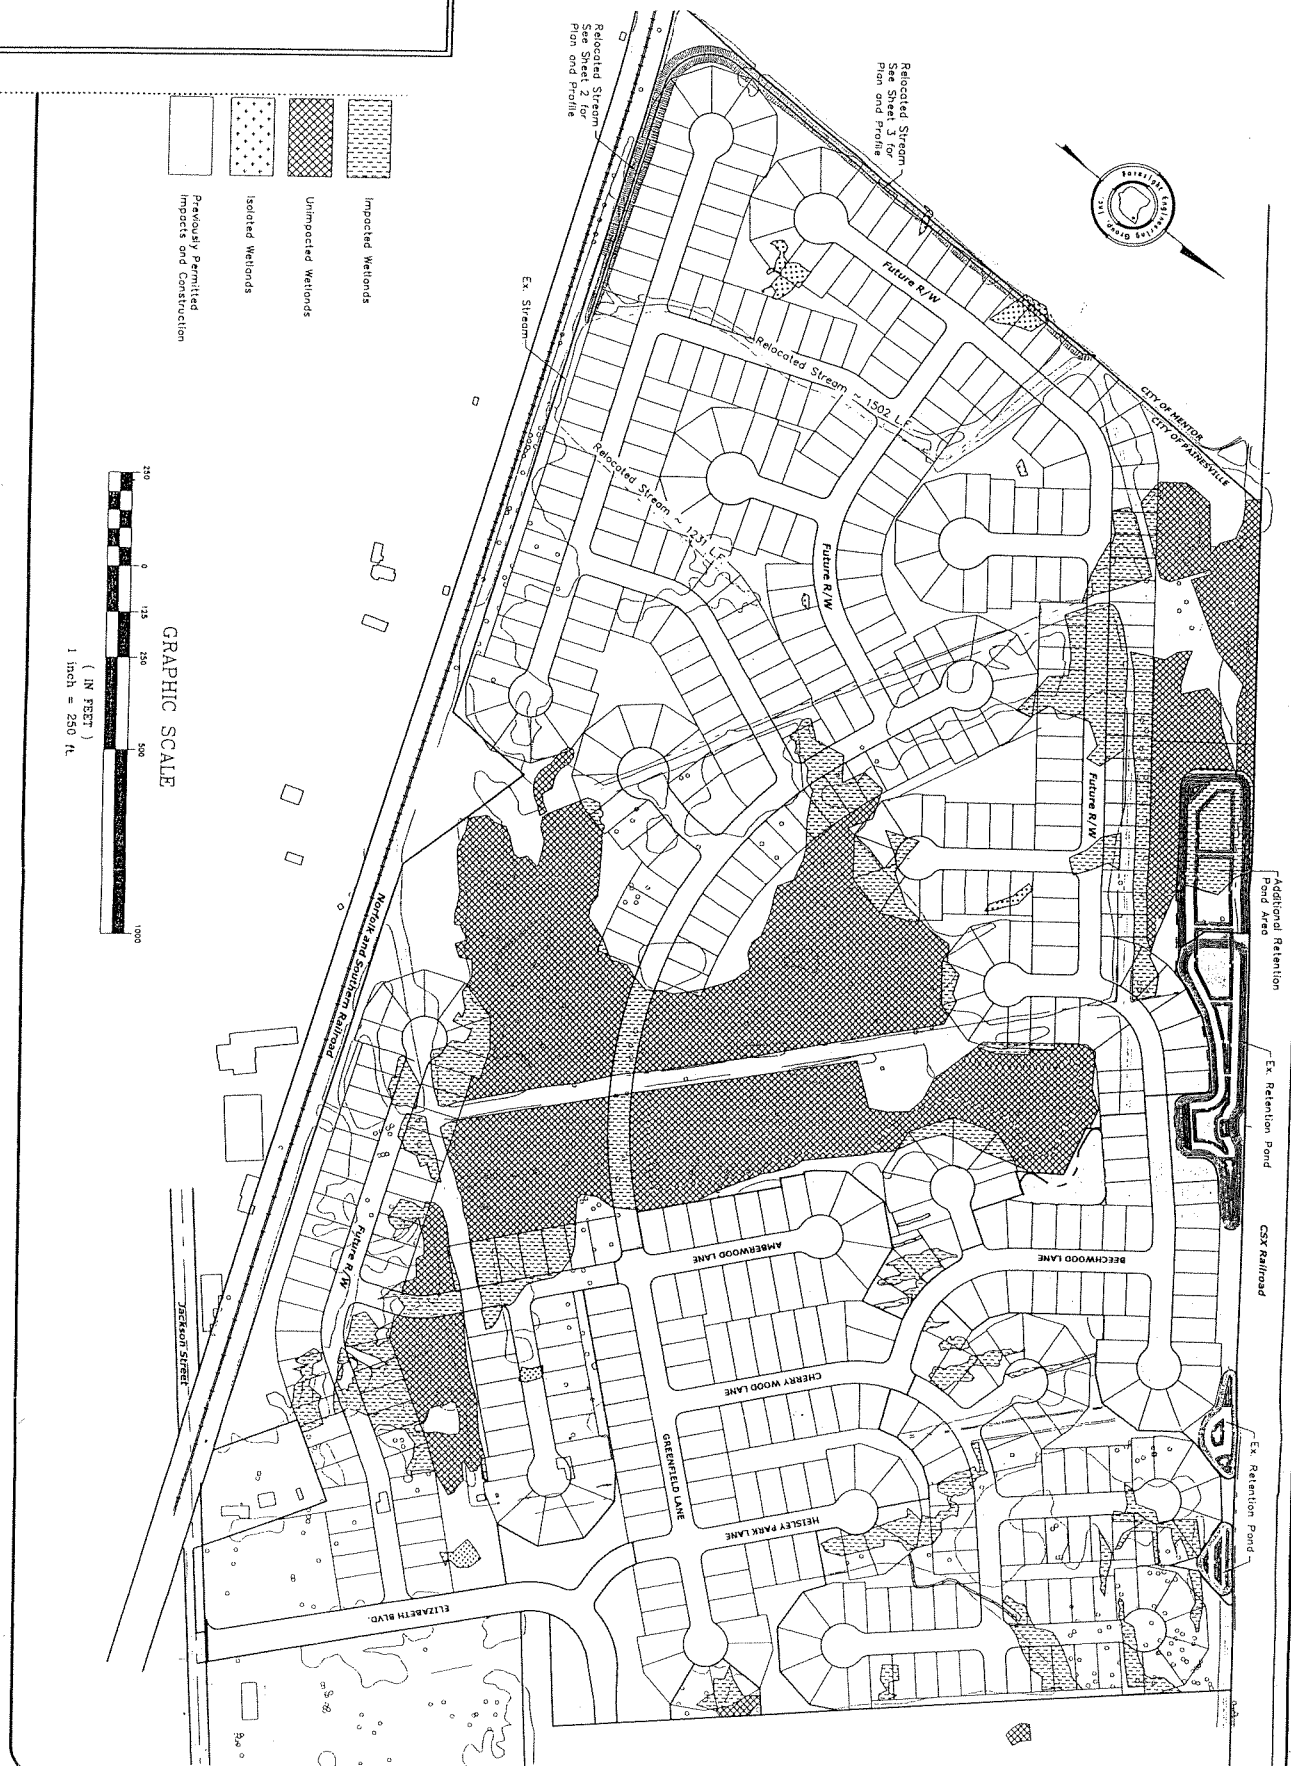 Relocated Stream
See Sheet 2 for
Plan and Profile
Relocated Stream
See Sheet 3 for
Plan and Profile
Foresight Engineering Group, Inc.
Impacted Wetlands
Unimpacted Wetlands
Isolated Wetlands
Previously Permitted
Impacts and Construction
Ex. Stream
Future R/W
Relocated Stream ~ 1502 L.F.
Relocated Stream ~ 1231 L.F.
Future R/W
Future R/W
Future R/W
CITY OF MENTOR
CITY OF PAINESVILLE
Additional Retention
Pond Area
Ex. Retention Pond
CSX Railroad
Ex. Retention Pond
Norfolk and Southern Railroad
Jackson Street
AMBERWOOD LANE
BEECHWOOD LANE
CHERRY WOOD LANE
GREENFIELD LANE
HEISLEY PARK LANE
ELIZABETH BLVD.
GRAPHIC SCALE
250 0 125 250 500 1000
( IN FEET )
1 inch = 250 ft.